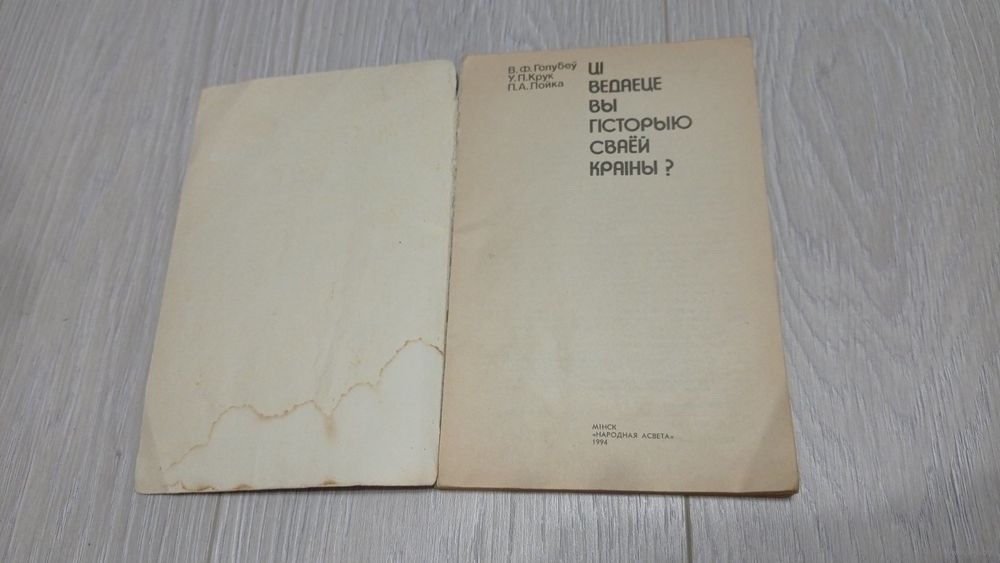 В. Ф. Голубеў
У. П. Крук
П. А. Лойка
ЦІ
ВЕДАЕЦЕ
ВЫ
ГІСТОРЫЮ
СВАЁЙ
КРАІНЫ ?
МІНСК
«НАРОДНАЯ АСВЕТА»
1994